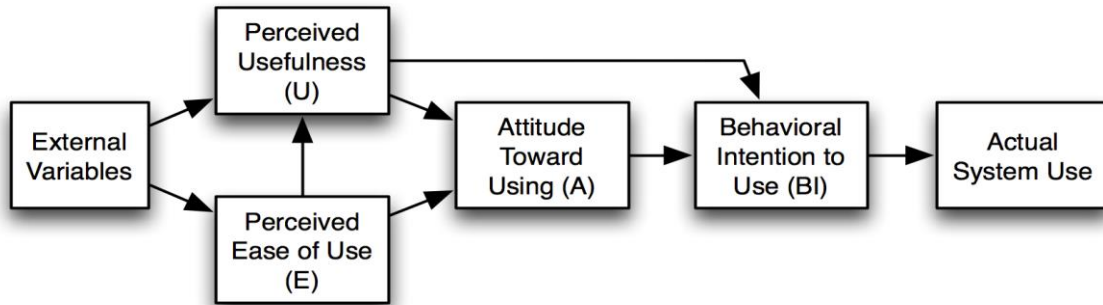 Perceived
Usefulness
(U)
External
Variables
Perceived
Ease of Use
(E)
Attitude
Toward
Using (A)
Behavioral
Intention to
Use (BI)
Actual
System Use